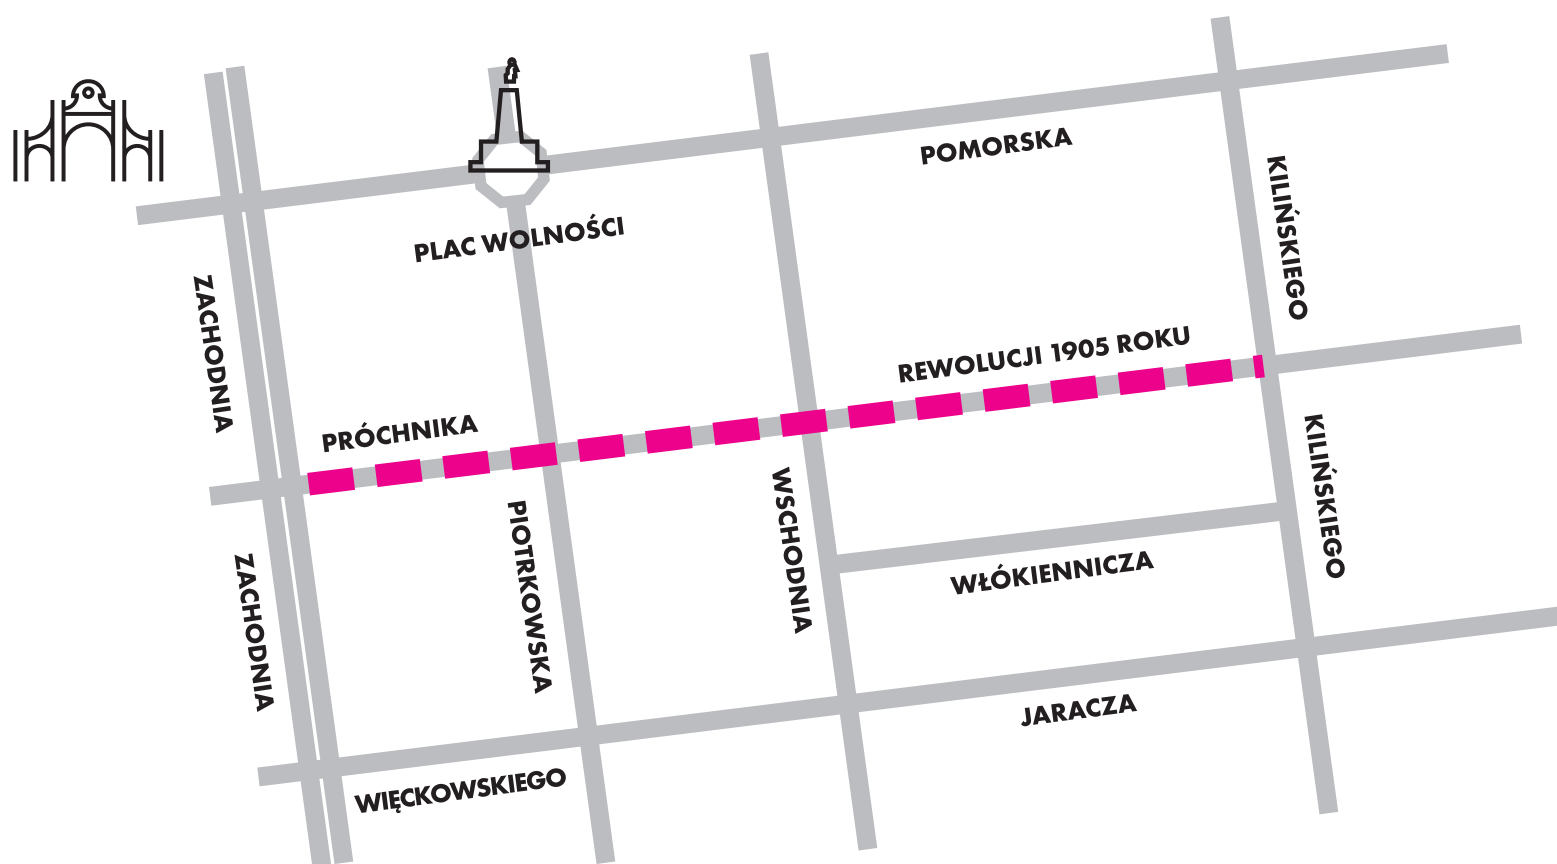 POMORSKA
KILIŃSKIEGO
PLAC WOLNOŚCI
ZACHODNIA
REWOLUCJI 1905 ROKU
PRÓCHNIKA
KILIŃSKIEGO
WSCHODNIA
PIOTRKOWSKA
ZACHODNIA
WŁÓKIENNICZA
JARACZA
WIĘCKOWSKIEGO